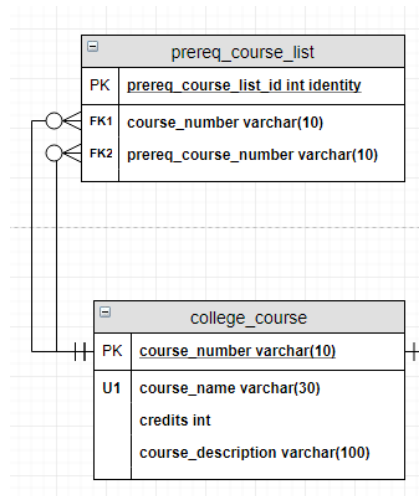 prereq_course_list
PK prereq_course_list_id int identity
FK1 course_number varchar(10)
FK2 prereq_course_number varchar(10)
college_course
PK course_number varchar(10)
U1 course_name varchar(30)
credits int
course_description varchar(100)